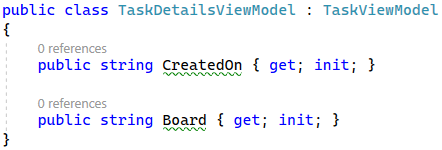 public class TaskDetailsViewModel : TaskViewModel
{
0 references
public string CreatedOn { get; init; }
0 references
public string Board { get; init; }
}